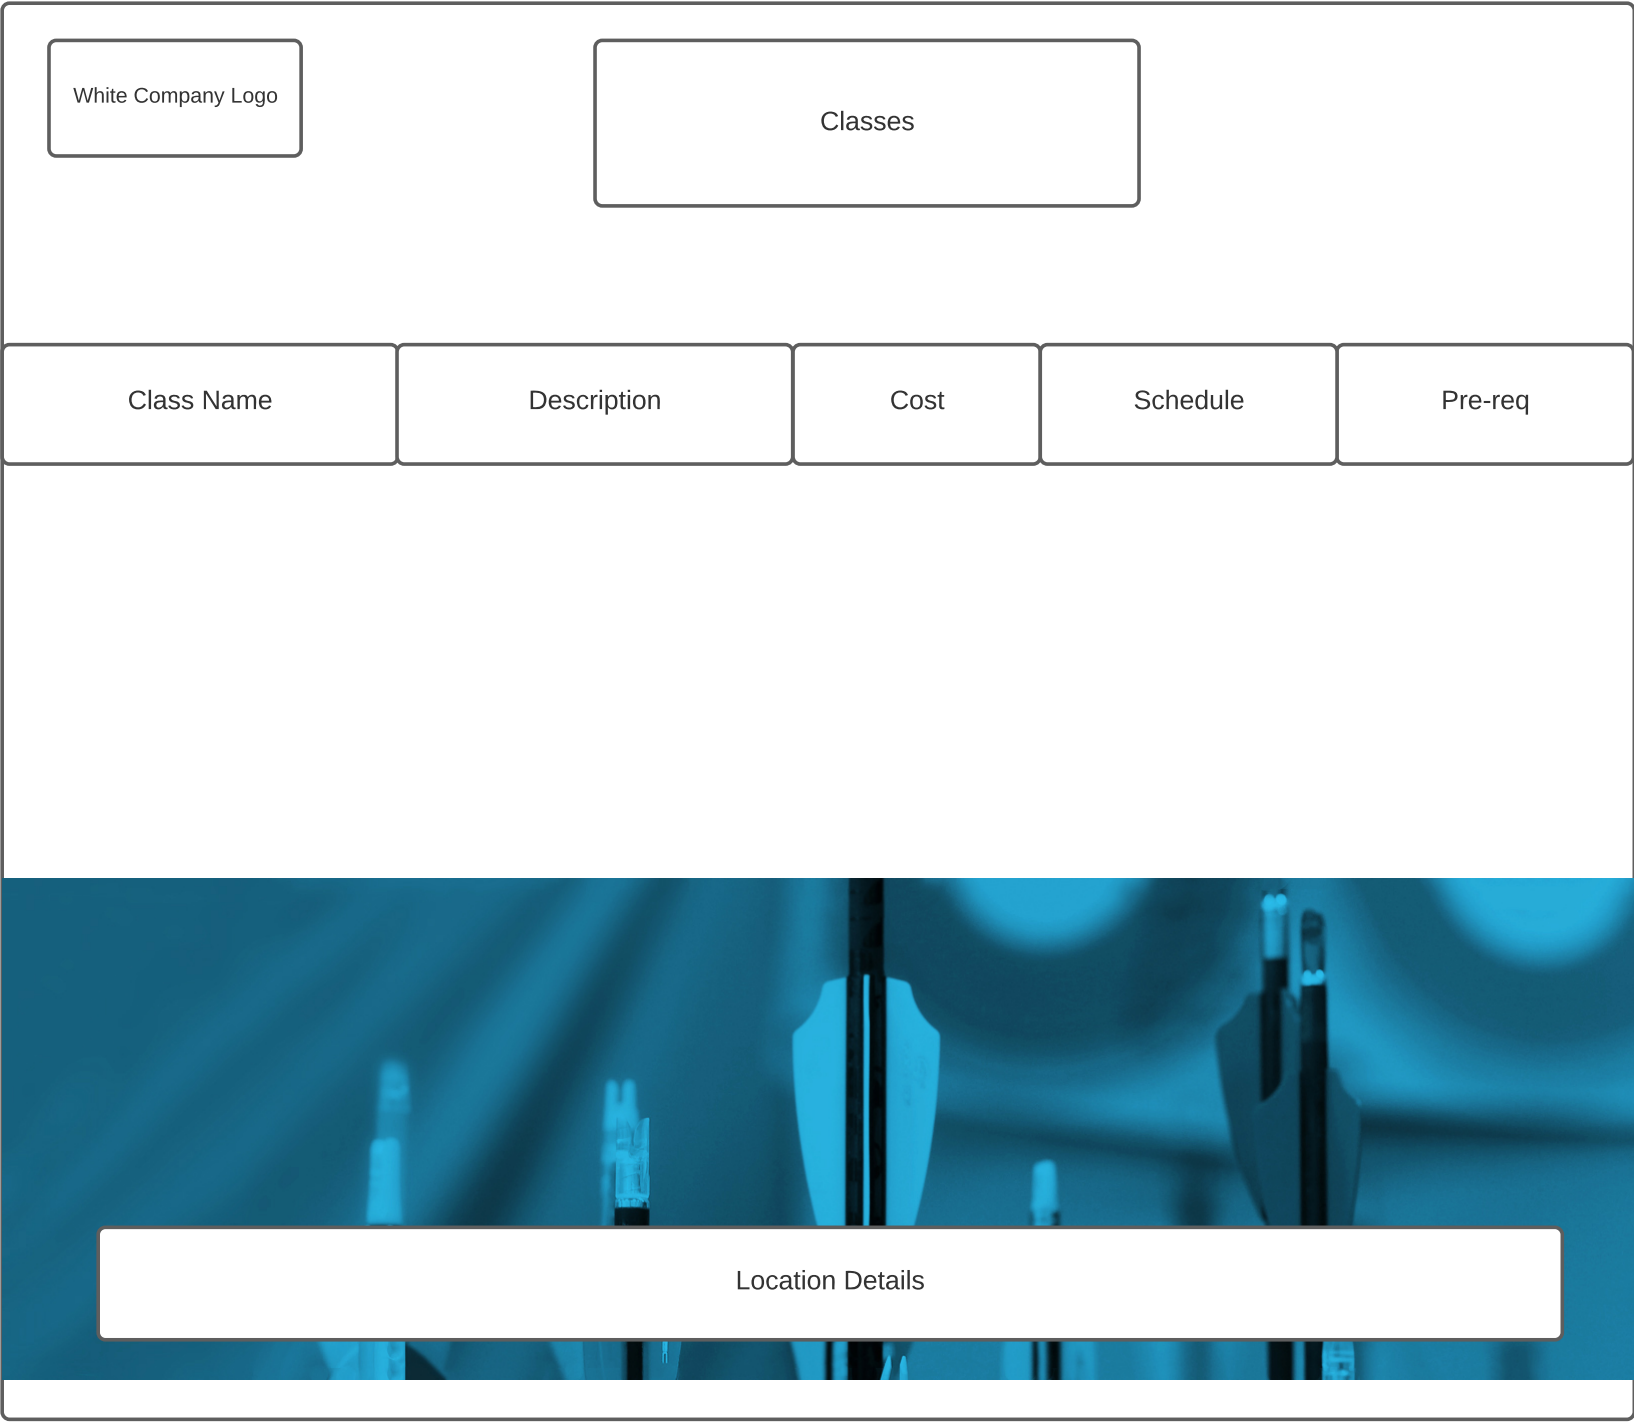 White Company Logo
Classes
Class Name
Description
Cost
Schedule
Pre-req
Location Details